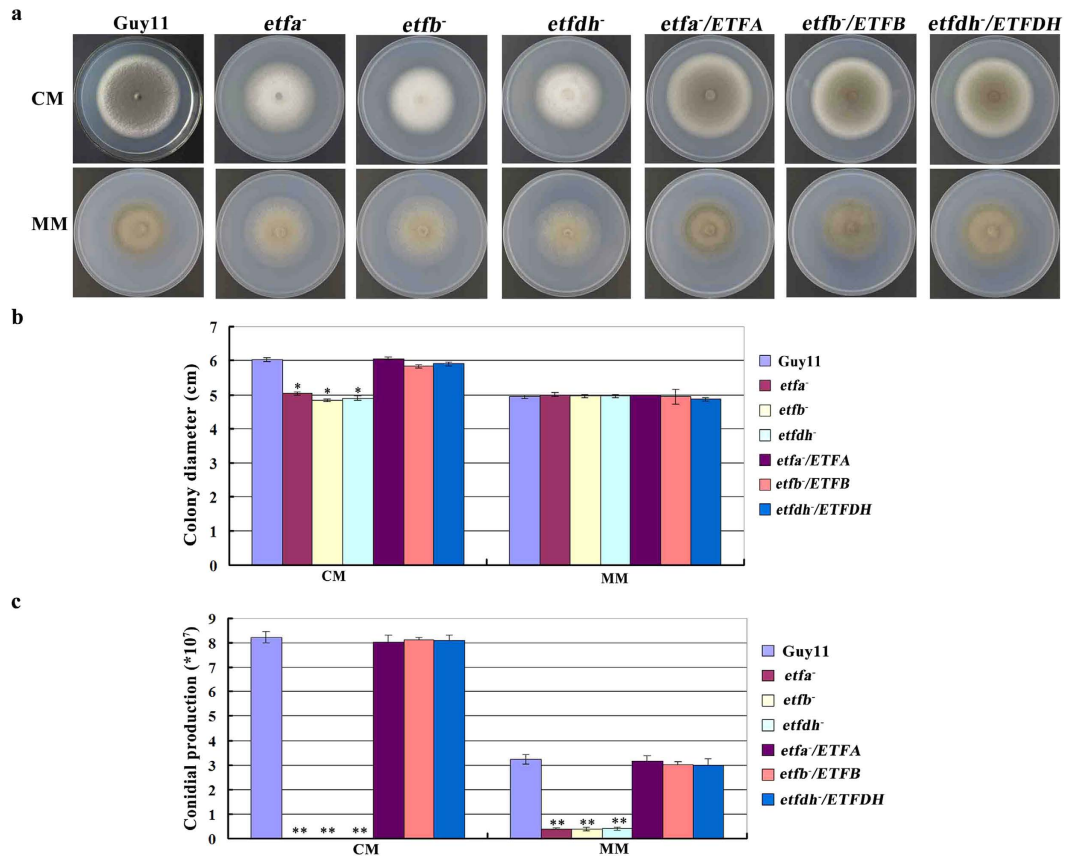 a
Guy11 etfa⁻ etfb⁻ etfdh⁻ etfa⁻/ETFA etfb⁻/ETFB etfdh⁻/ETFDH
CM
MM
b
Colony diameter (cm)
7
6
5
4
3
2
1
0
* * *
CM MM
Guy11
etfa⁻
etfb⁻
etfdh⁻
etfa⁻/ETFA
etfb⁻/ETFB
etfdh⁻/ETFDH
c
Conidial production (*10⁷)
9
8
7
6
5
4
3
2
1
0
** ** ** ** ** **
CM MM
Guy11
etfa⁻
etfb⁻
etfdh⁻
etfa⁻/ETFA
etfb⁻/ETFB
etfdh⁻/ETFDH